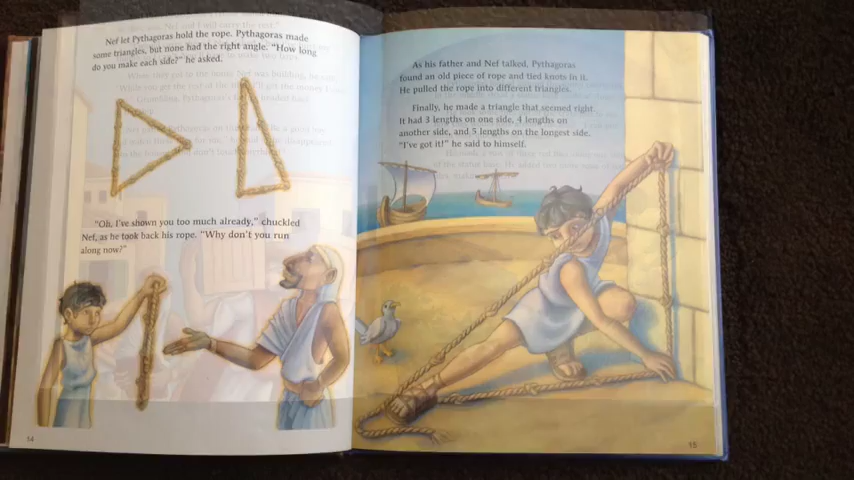 Nef let Pythagoras hold the rope. Pythagoras made
some triangles, but none had the right angle. "How long
do you make each side?" he asked.
"Oh, I've shown you too much already," chuckled
Nef, as he took back his rope. "Why don't you run
along now?"
14
As his father and Nef talked, Pythagoras
found an old piece of rope and tied knots in it.
He pulled the rope into different triangles.
Finally, he made a triangle that seemed right.
It had 3 lengths on one side, 4 lengths on
another side, and 5 lengths on the longest side.
"I've got it!" he said to himself.
15